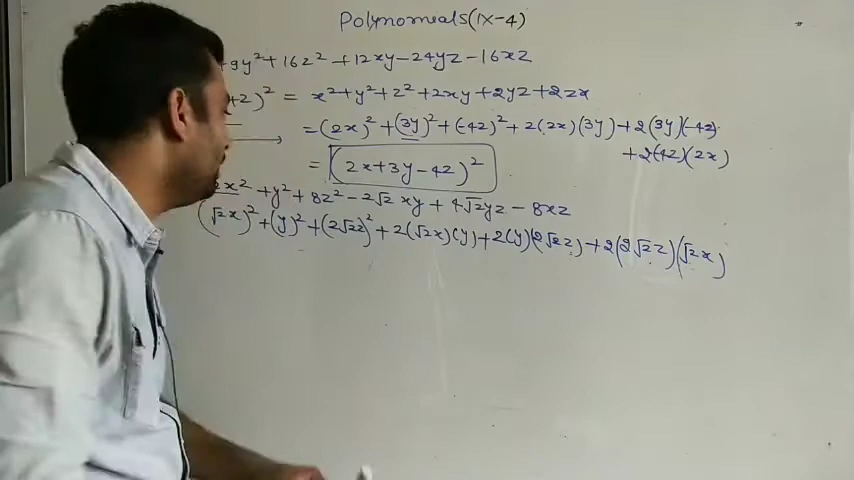 Polynomials(IX-4)
+9y²+16z²+12xy-24yz-16xz
+z)² = x²+y²+z²+2xy+2yz+2zx
=(2x)²+(3y)²+(-4z)²+2(2x)(3y)+2(3y)(-4z)
+2(-4z)(2x)
= (2x+3y-4z)²
2x²+y²+8z²-2√2xy+4√2yz-8xz
(√2x)²+(y)²+(2√2z)²+2(√2x)(y)+2(y)(2√2z)+2(2√2z)(√2x)